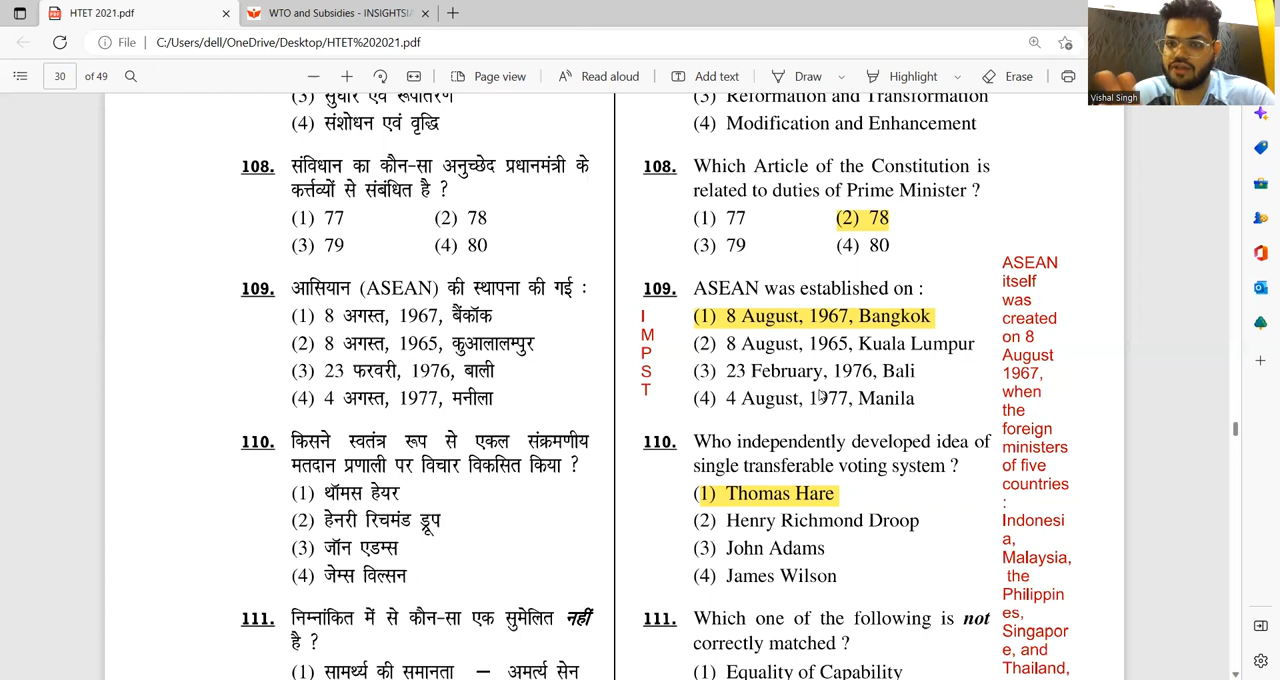 HTET 2021.pdf
WTO and Subsidies - INSIGHTSIA
File C:/Users/dell/OneDrive/Desktop/HTET%202021.pdf
30 of 49
Page view
Read aloud
Add text
Draw
Highlight
Erase
Vishal Singh
(3) सुधार एवं रूपांतरण
(4) संशोधन एवं वृद्धि
108. संविधान का कौन-सा अनुच्छेद प्रधानमंत्री के
कर्त्तव्यों से संबंधित है ?
(1) 77 (2) 78
(3) 79 (4) 80
109. आसियान (ASEAN) की स्थापना की गई :
(1) 8 अगस्त, 1967, बैंकॉक
(2) 8 अगस्त, 1965, कुआलालम्पुर
(3) 23 फरवरी, 1976, बाली
(4) 4 अगस्त, 1977, मनीला
110. किसने स्वतंत्र रूप से एकल संक्रमणीय
मतदान प्रणाली पर विचार विकसित किया ?
(1) थॉमस हेयर
(2) हेनरी रिचमंड ड्रूप
(3) जॉन एडम्स
(4) जेम्स विल्सन
111. निम्नांकित में से कौन-सा एक सुमेलित नहीं
है ?
(1) सामर्थ्य की समानता – अमर्त्य सेन
(3) Reformation and Transformation
(4) Modification and Enhancement
108. Which Article of the Constitution is
related to duties of Prime Minister ?
(1) 77 (2) 78
(3) 79 (4) 80
109. ASEAN was established on :
(1) 8 August, 1967, Bangkok
(2) 8 August, 1965, Kuala Lumpur
(3) 23 February, 1976, Bali
(4) 4 August, 1977, Manila
110. Who independently developed idea of
single transferable voting system ?
(1) Thomas Hare
(2) Henry Richmond Droop
(3) John Adams
(4) James Wilson
111. Which one of the following is not
correctly matched ?
(1) Equality of Capability
I
M
P
S
T
ASEAN
itself
was
created
on 8
August
1967,
when
the
foreign
ministers
of five
countries
:
Indonesi
a,
Malaysia,
the
Philippin
es,
Singapor
e, and
Thailand,